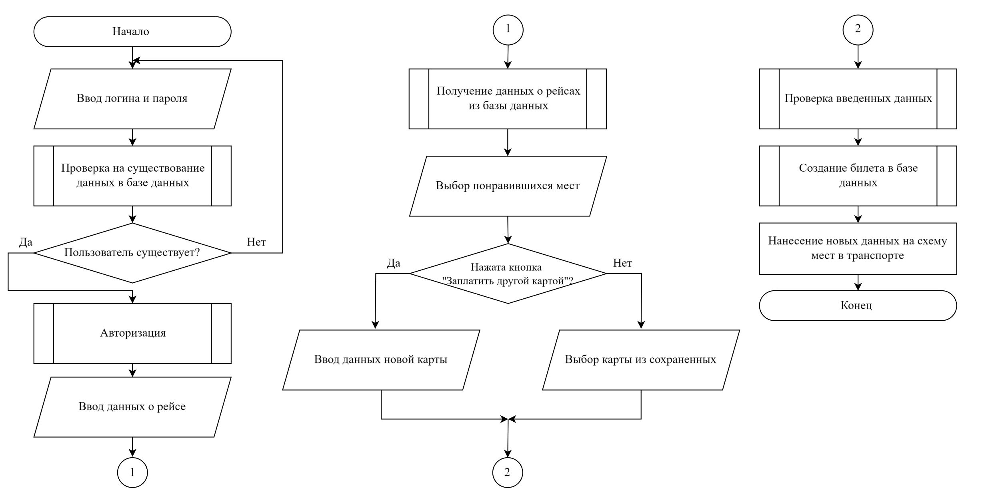 Начало
Ввод логина и пароля
Проверка на существование
данных в базе данных
Да
Нет
Пользователь существует?
Авторизация
Ввод данных о рейсе
1
1
Получение данных о рейсах
из базы данных
Выбор понравившихся мест
Да
Нет
Нажата кнопка
"Заплатить другой картой"?
Ввод данных новой карты
Выбор карты из сохраненных
2
2
Проверка введенных данных
Создание билета в базе
данных
Нанесение новых данных на схему
мест в транспорте
Конец